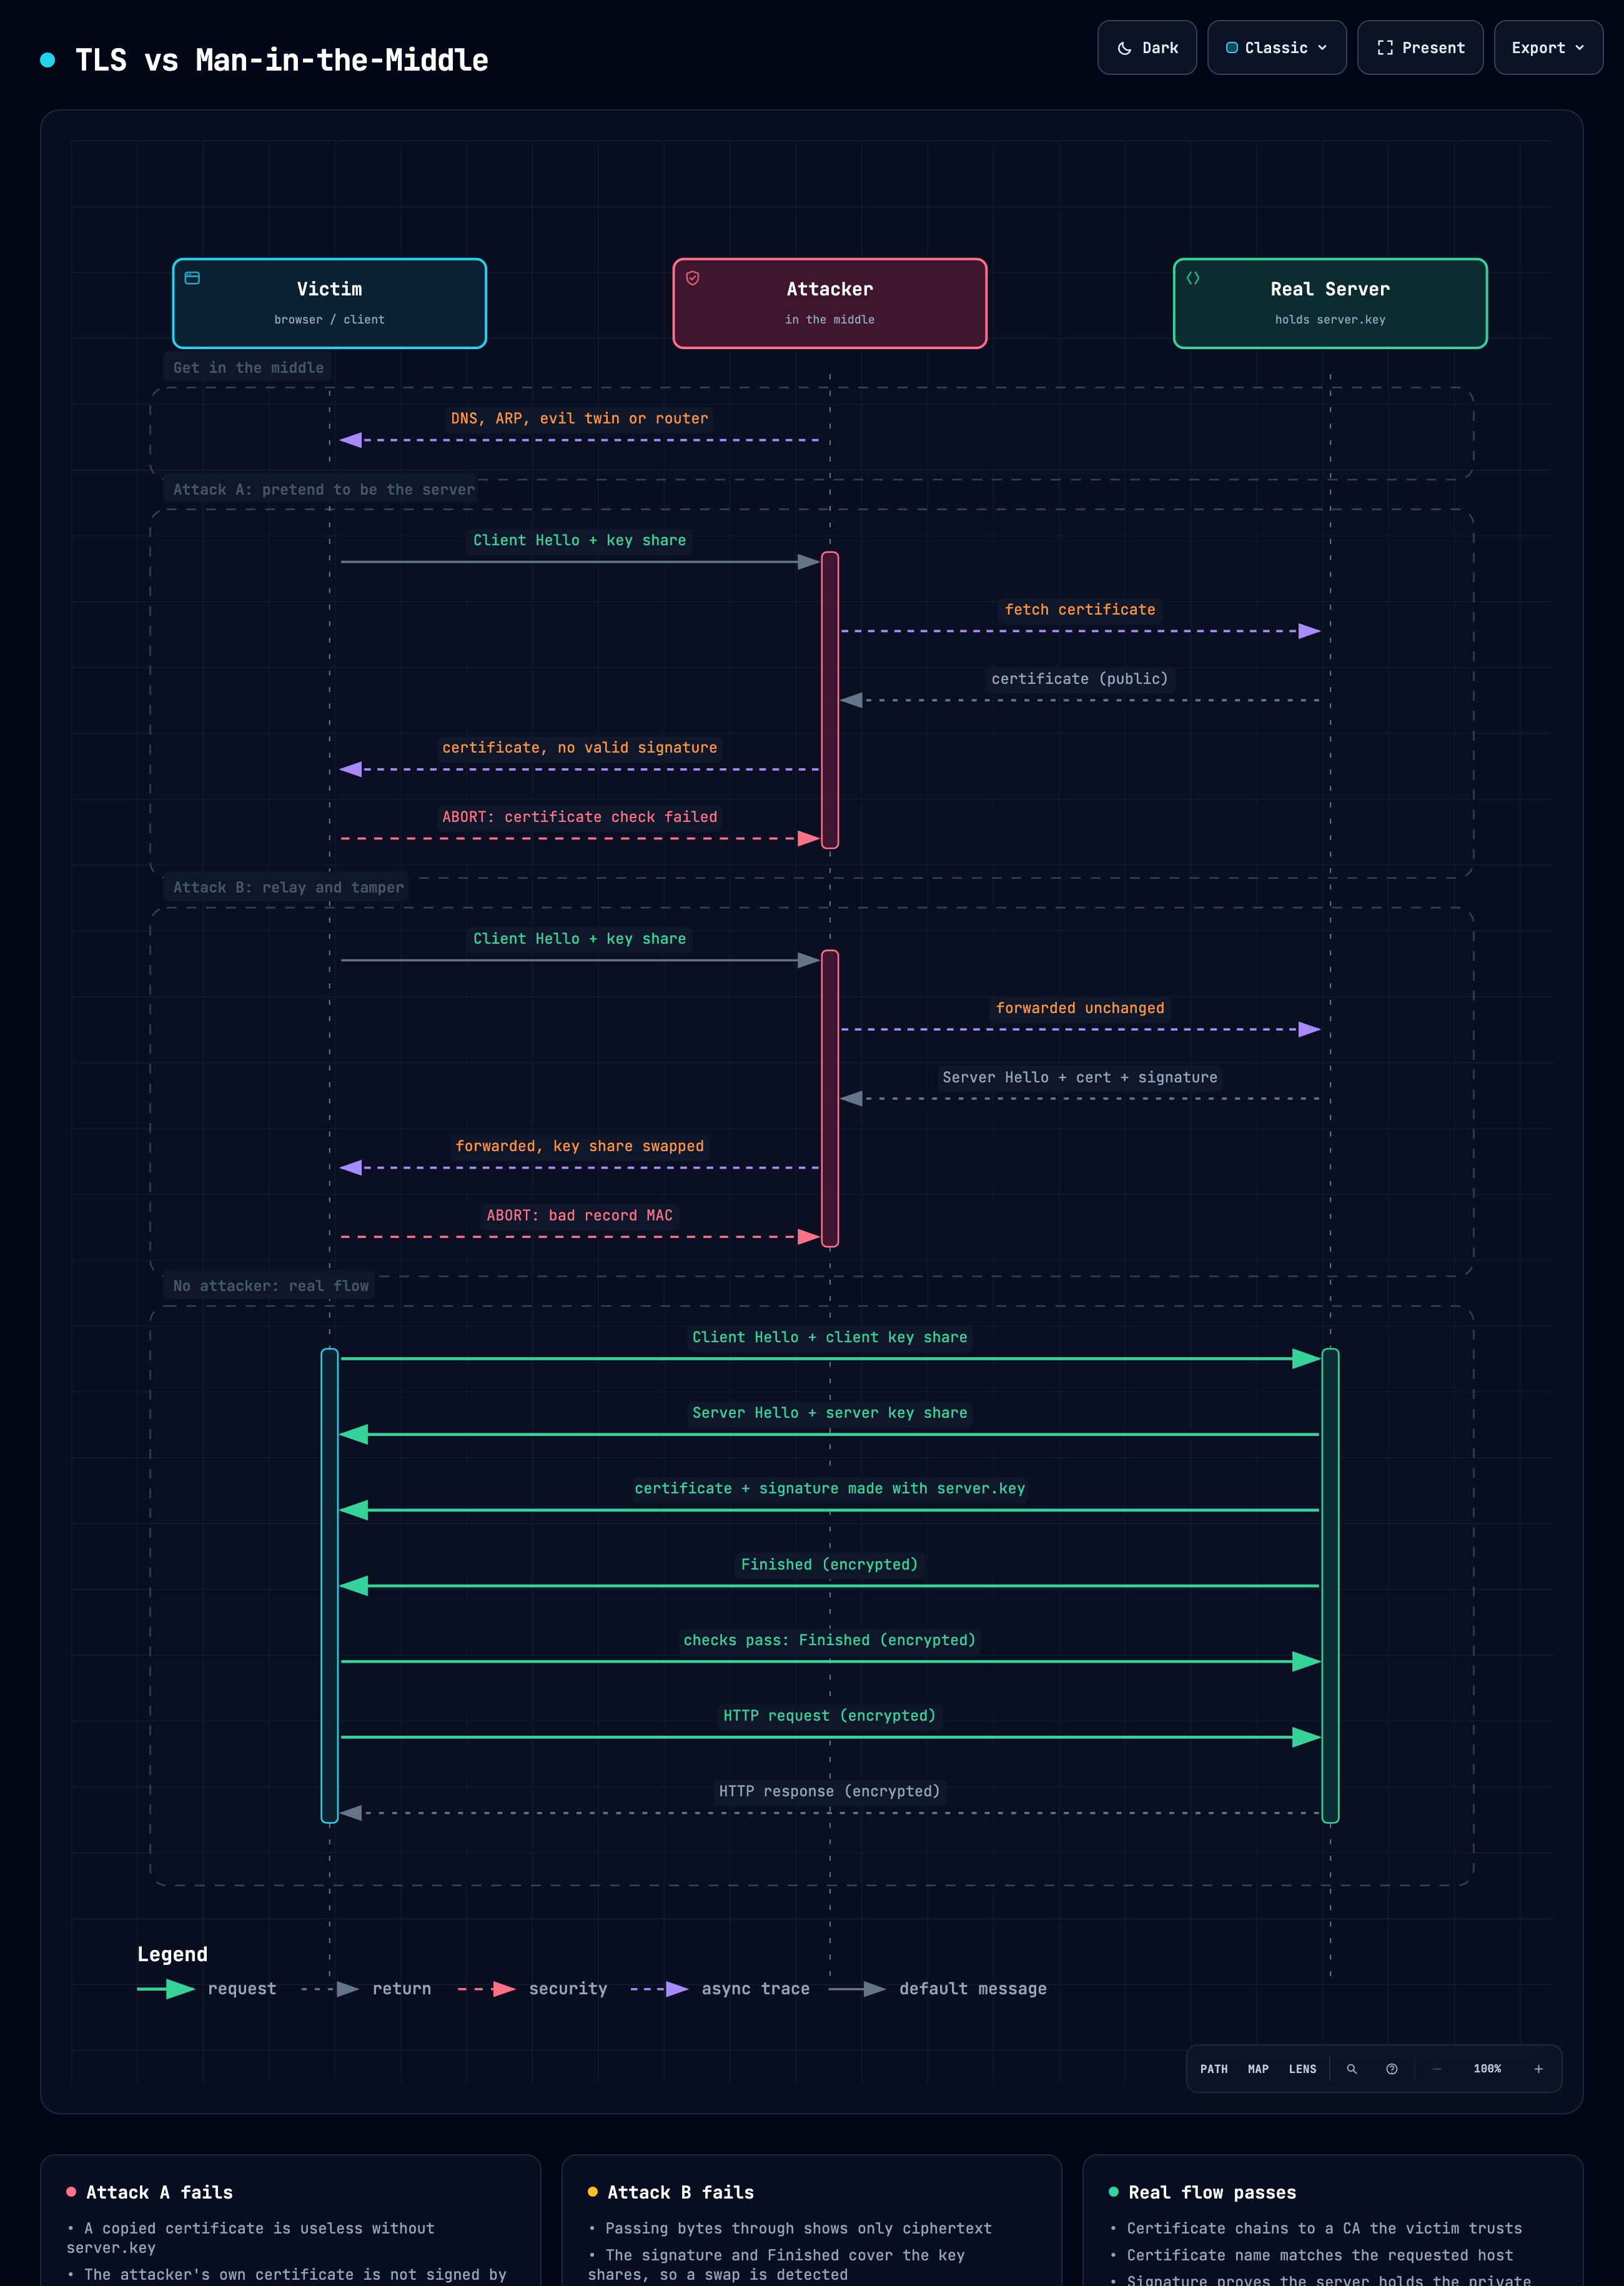 TLS vs Man-in-the-Middle
Dark
Classic
Present
Export
Victim
browser / client
Attacker
in the middle
Real Server
holds server.key
Get in the middle
DNS, ARP, evil twin or router
Attack A: pretend to be the server
Client Hello + key share
fetch certificate
certificate (public)
certificate, no valid signature
ABORT: certificate check failed
Attack B: relay and tamper
Client Hello + key share
forwarded unchanged
Server Hello + cert + signature
forwarded, key share swapped
ABORT: bad record MAC
No attacker: real flow
Client Hello + client key share
Server Hello + server key share
certificate + signature made with server.key
Finished (encrypted)
checks pass: Finished (encrypted)
HTTP request (encrypted)
HTTP response (encrypted)
Legend
request
return
security
async trace
default message
PATH
MAP
LENS
100%
Attack A fails
• A copied certificate is useless without
server.key
• The attacker's own certificate is not signed by
Attack B fails
• Passing bytes through shows only ciphertext
• The signature and Finished cover the key
shares, so a swap is detected
Real flow passes
• Certificate chains to a CA the victim trusts
• Certificate name matches the requested host
• Signature proves the server holds the private